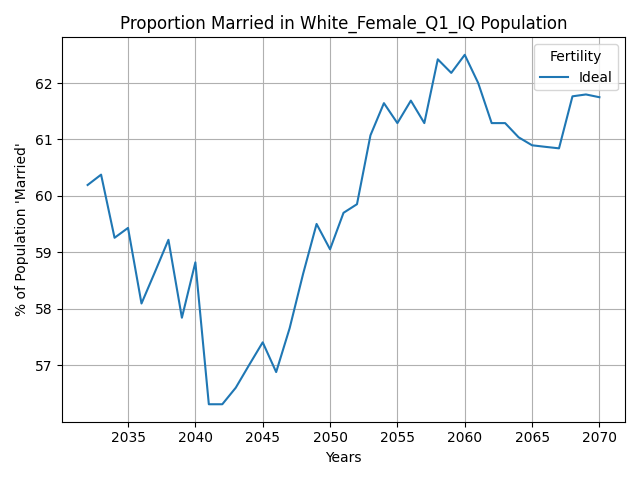 Proportion Married in White_Female_Q1_IQ Population
Fertility
Ideal
% of Population 'Married'
62
61
60
59
58
57
2035 2040 2045 2050 2055 2060 2065 2070
Years